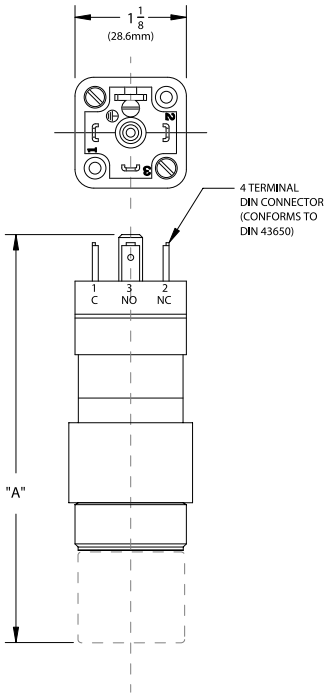 1 1/8
(28.6mm)
2
1
3
4 TERMINAL
DIN CONNECTOR
(CONFORMS TO
DIN 43650)
1 3 2
C NO NC
"A"